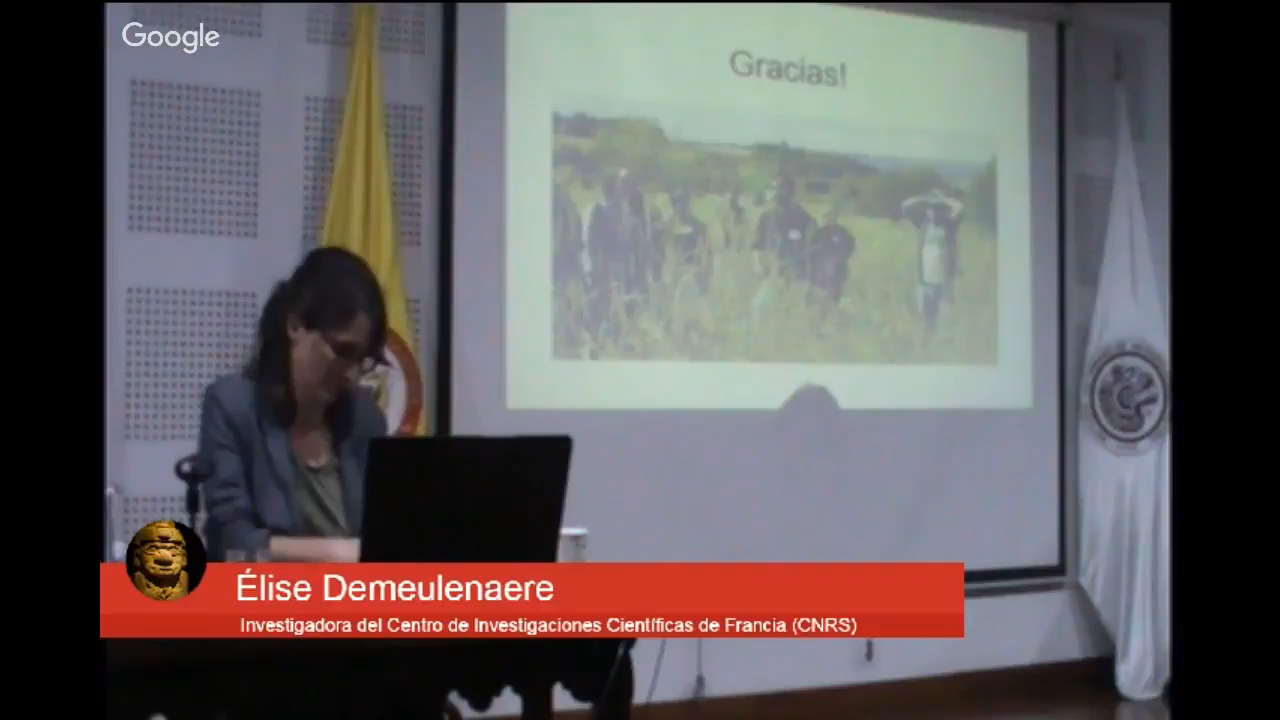 Google
Gracias!
Élise Demeulenaere
Investigadora del Centro de Investigaciones Científicas de Francia (CNRS)